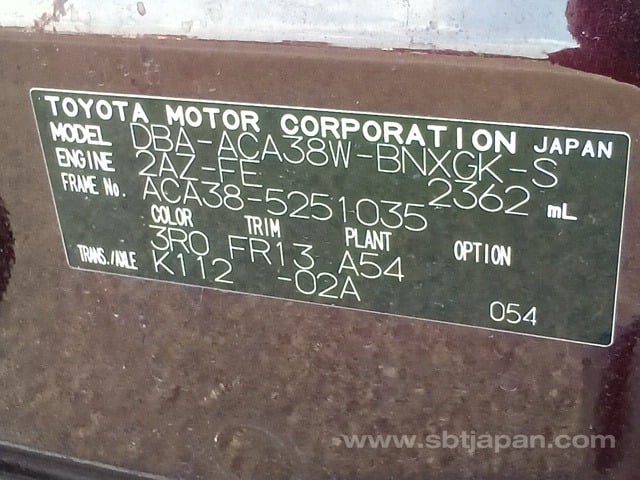 TOYOTA MOTOR CORPORATION JAPAN
MODEL DBA-ACA38W-BNXGK-S
ENGINE 2AZ-FE 2362 mL
FRAME No. ACA38-5251035
COLOR TRIM PLANT OPTION
3R0 FR13 A54
TRANS./AXLE K112 -02A
054
www.sbtjapan.com